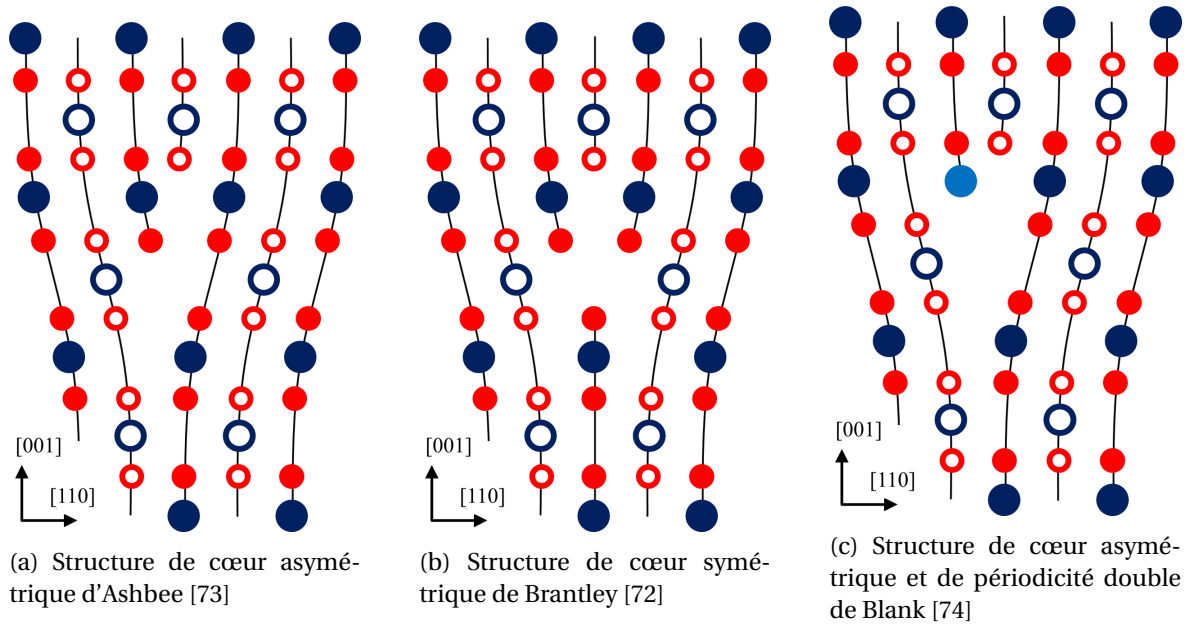 [001]
[110]
(a) Structure de cœur asymé-
trique d'Ashbee [73]
[001]
[110]
(b) Structure de cœur symé-
trique de Brantley [72]
[001]
[110]
(c) Structure de cœur asymé-
trique et de périodicité double
de Blank [74]